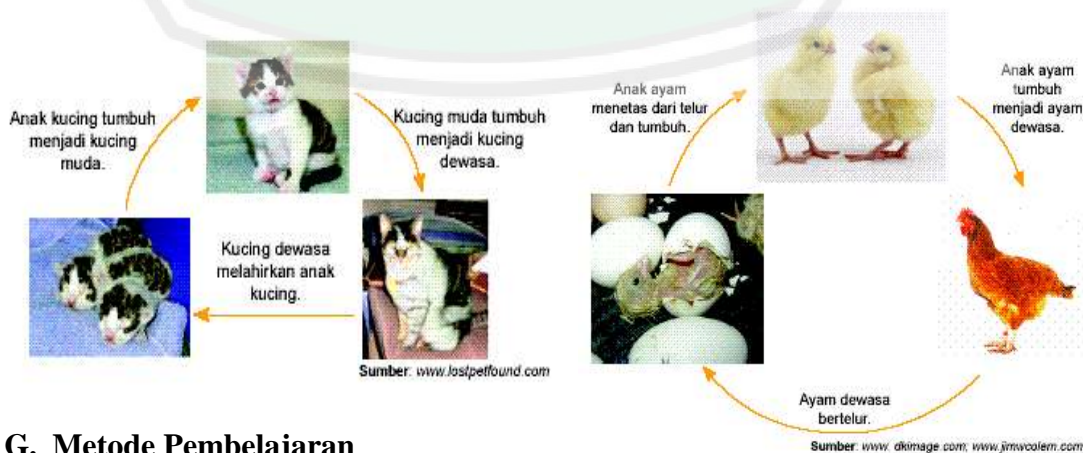 Anak kucing tumbuh
menjadi kucing
muda.
Kucing muda tumbuh
menjadi kucing
dewasa.
Kucing dewasa
melahirkan anak
kucing.
Sumber: www.lostpetfound.com
Anak ayam
menetas dari telur
dan tumbuh.
Anak ayam
tumbuh
menjadi ayam
dewasa.
Ayam dewasa
bertelur.
Sumber: www. dkimage.com; www.jimwcolem.com
G. Metode Pembelajaran